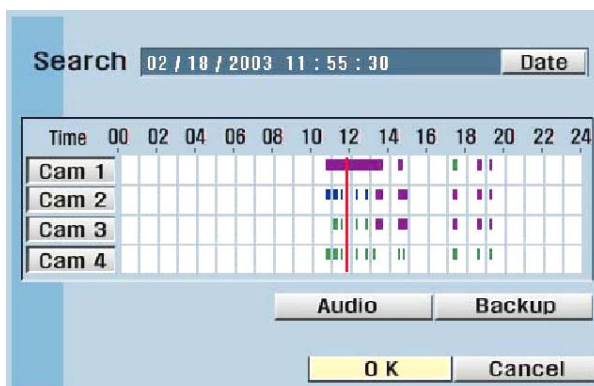 Search 02 / 18 / 2003 11 : 55 : 30 Date
Time 00 02 04 06 08 10 12 14 16 18 20 22 24
Cam 1
Cam 2
Cam 3
Cam 4
Audio Backup
OK Cancel